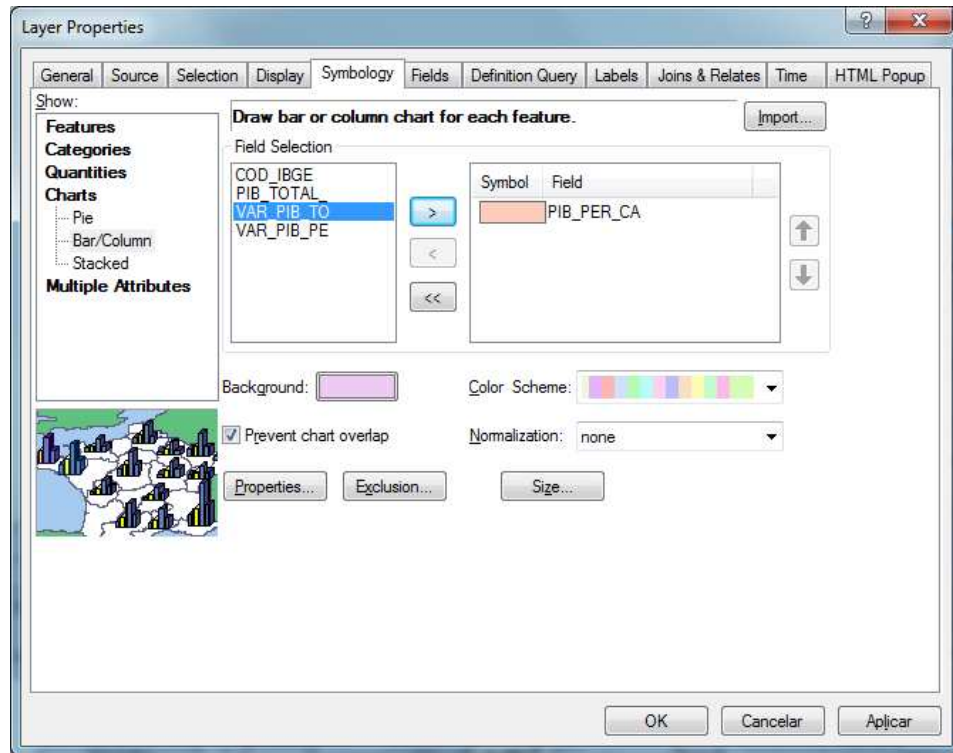 Layer Properties
General Source Selection Display Symbology Fields Definition Query Labels Joins & Relates Time HTML Popup
Show:
Features
Categories
Quantities
Charts
Pie
Bar/Column
Stacked
Multiple Attributes
Draw bar or column chart for each feature.
Import...
Field Selection
COD_IBGE
PIB_TOTAL_
VAR_PIB_TO
VAR_PIB_PE
>
<
<<
Symbol Field
PIB_PER_CA
Background:
Color Scheme:
Prevent chart overlap
Normalization: none
Properties... Exclusion... Size...
OK Cancelar Aplicar